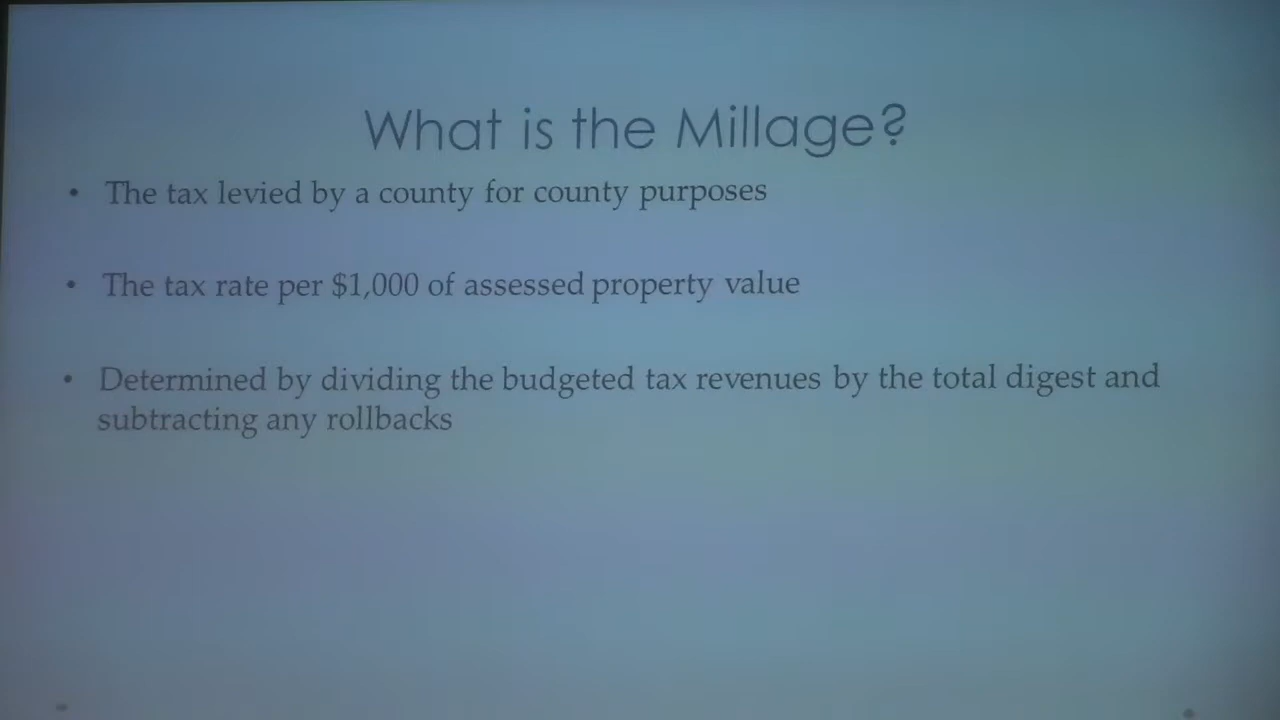 What is the Millage?
• The tax levied by a county for county purposes
• The tax rate per $1,000 of assessed property value
• Determined by dividing the budgeted tax revenues by the total digest and
subtracting any rollbacks